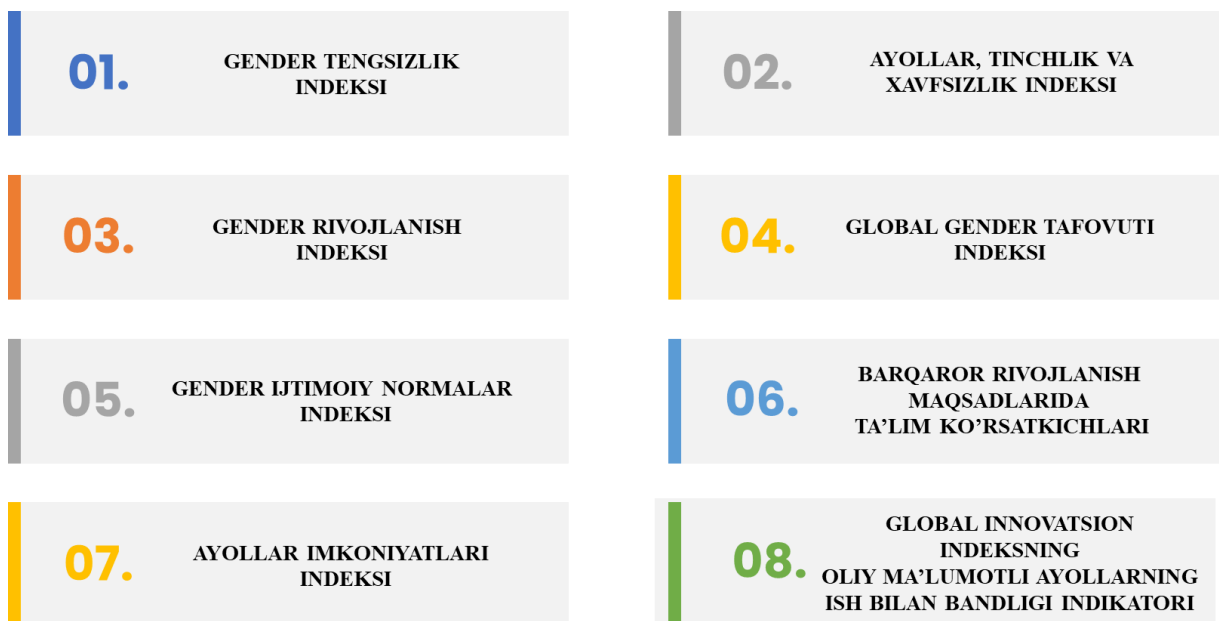 01.
GENDER TENGSIZLIK
INDEKSI
02.
AYOLLAR, TINCHLIK VA
XAVFSIZLIK INDEKSI
03.
GENDER RIVOJLANISH
INDEKSI
04.
GLOBAL GENDER TAFOVUTI
INDEKSI
05.
GENDER IJTIMOIY NORMALAR
INDEKSI
06.
BARQAROR RIVOJLANISH
MAQSADLARIDA
TA’LIM KO’RSATKICHLARI
07.
AYOLLAR IMKONIYATLARI
INDEKSI
08.
GLOBAL INNOVATSION
INDEKSNING
OLIY MA’LUMOTLI AYOLLARNING
ISH BILAN BANDLIGI INDIKATORI